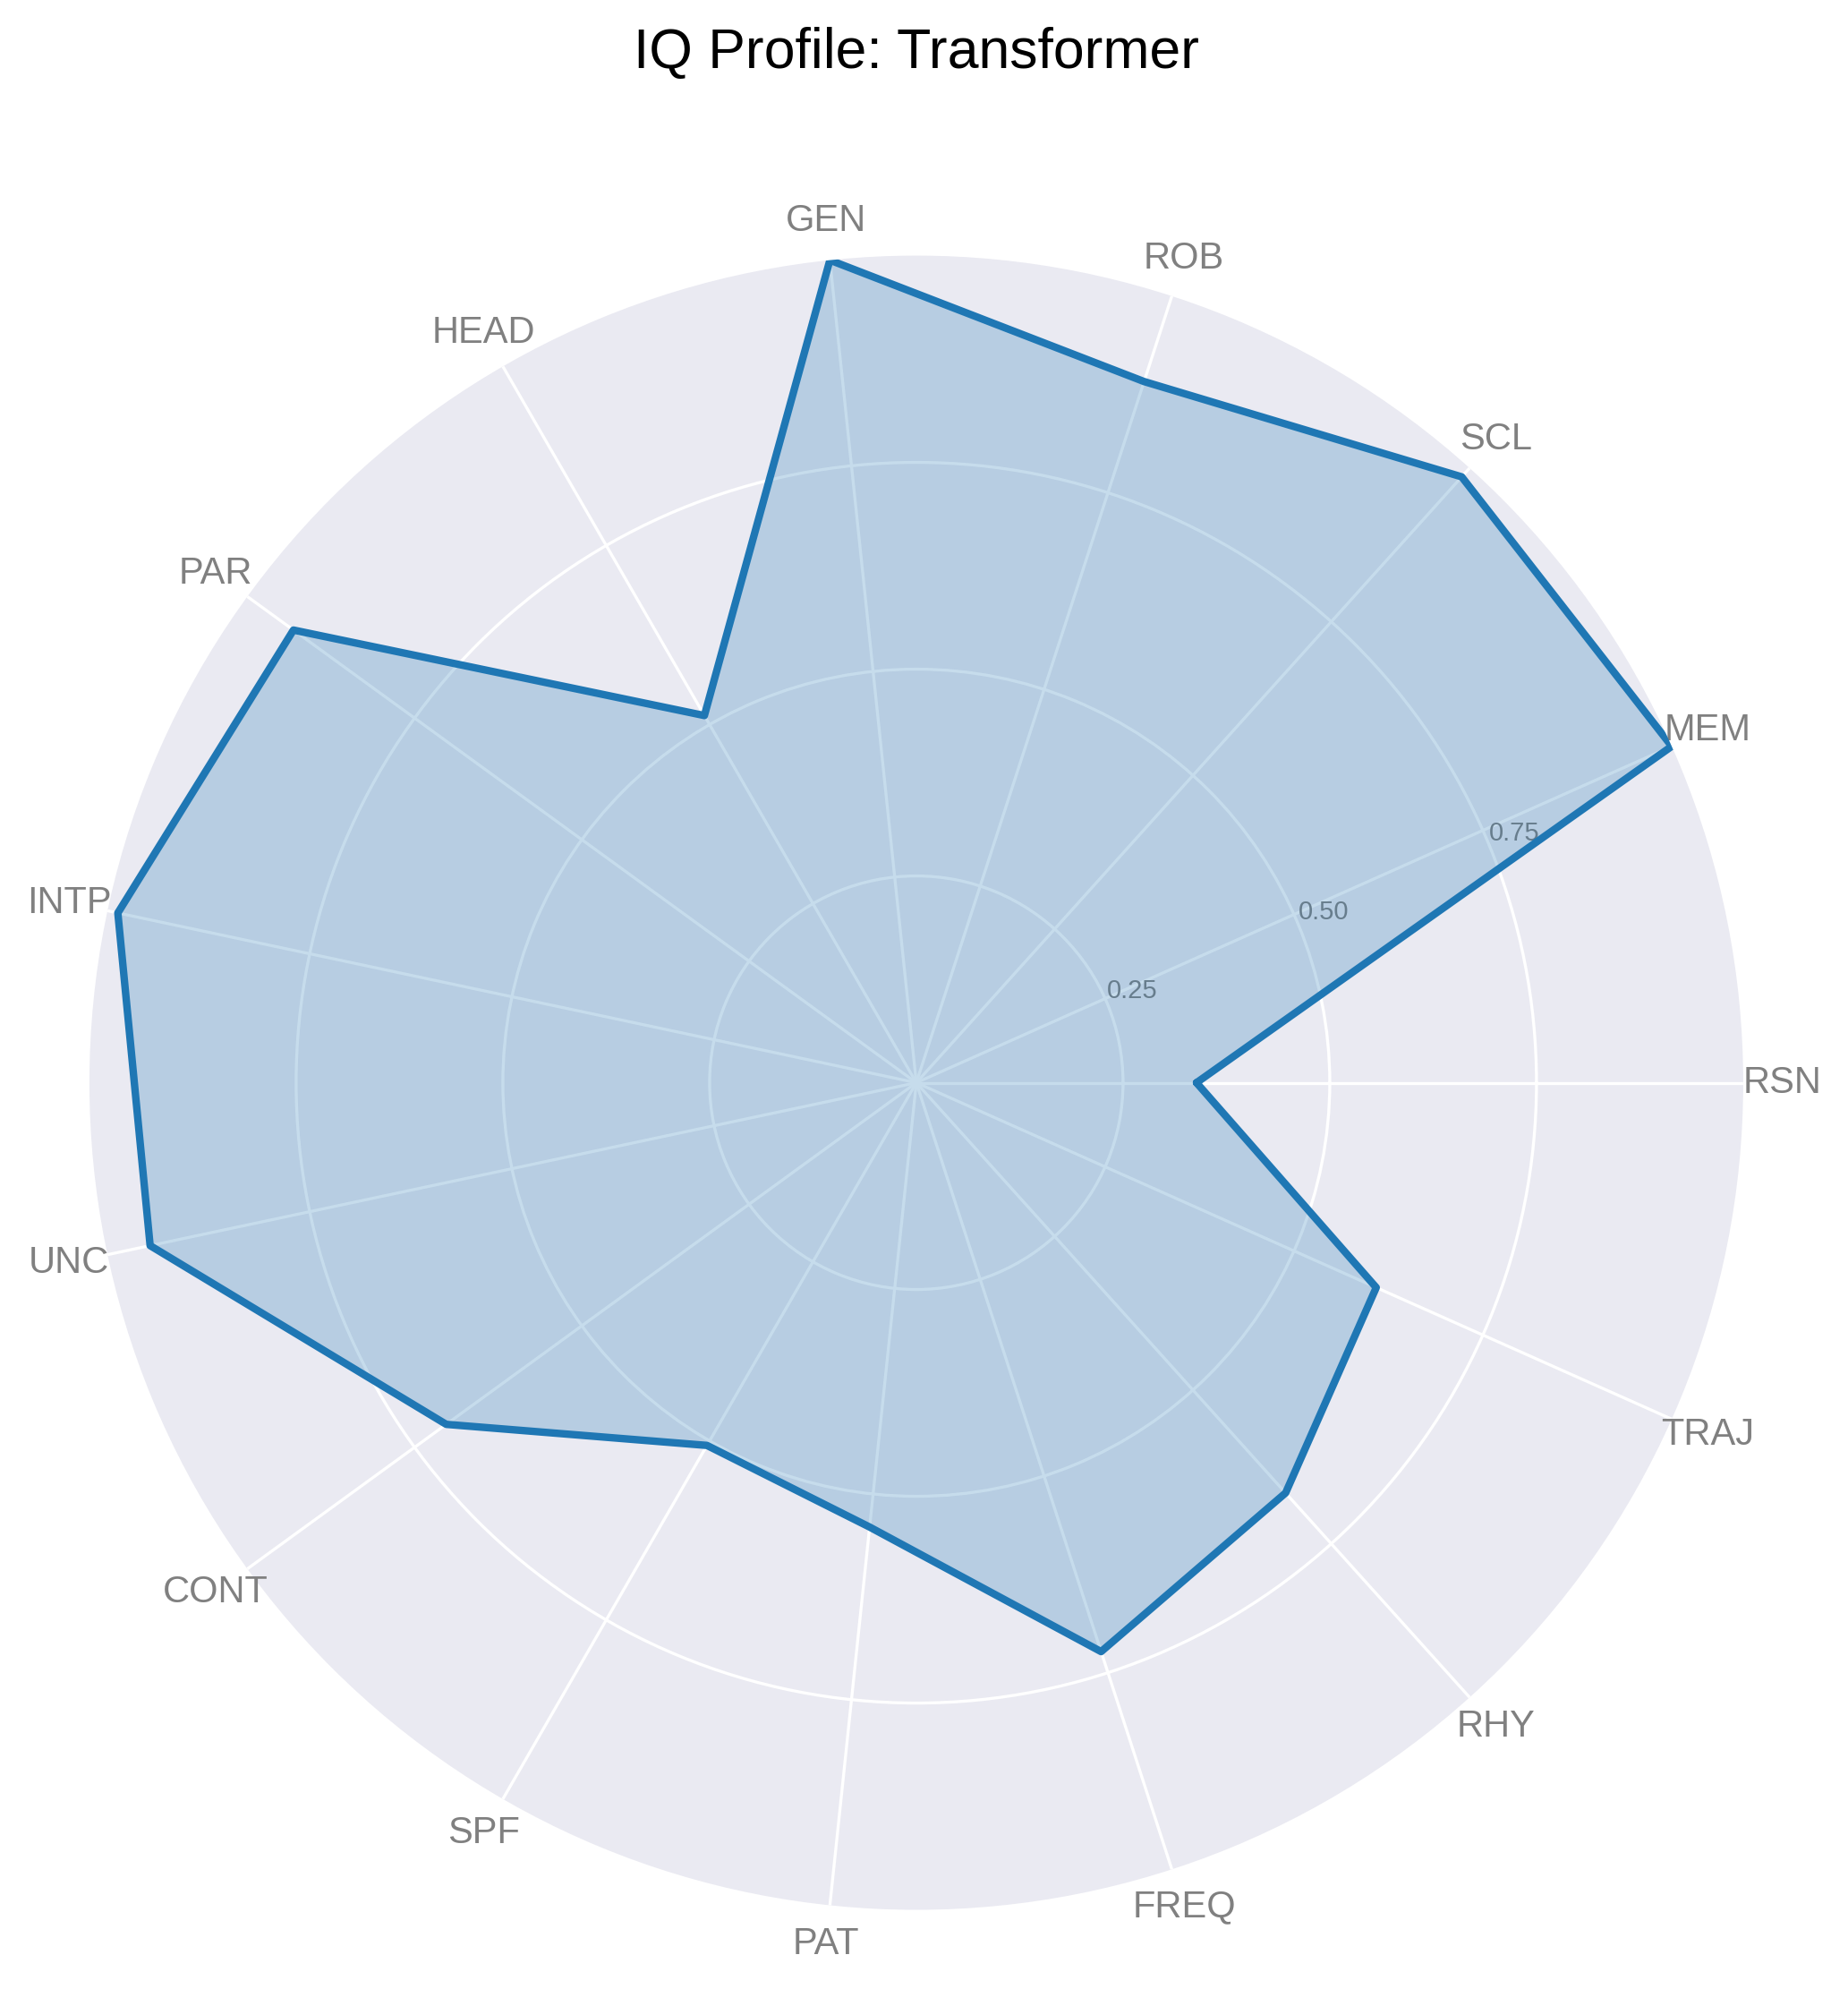 IQ Profile: Transformer
GEN
ROB
HEAD
SCL
PAR
MEM
0.75
INTP
0.50
0.25
RSN
UNC
TRAJ
CONT
RHY
SPF
FREQ
PAT